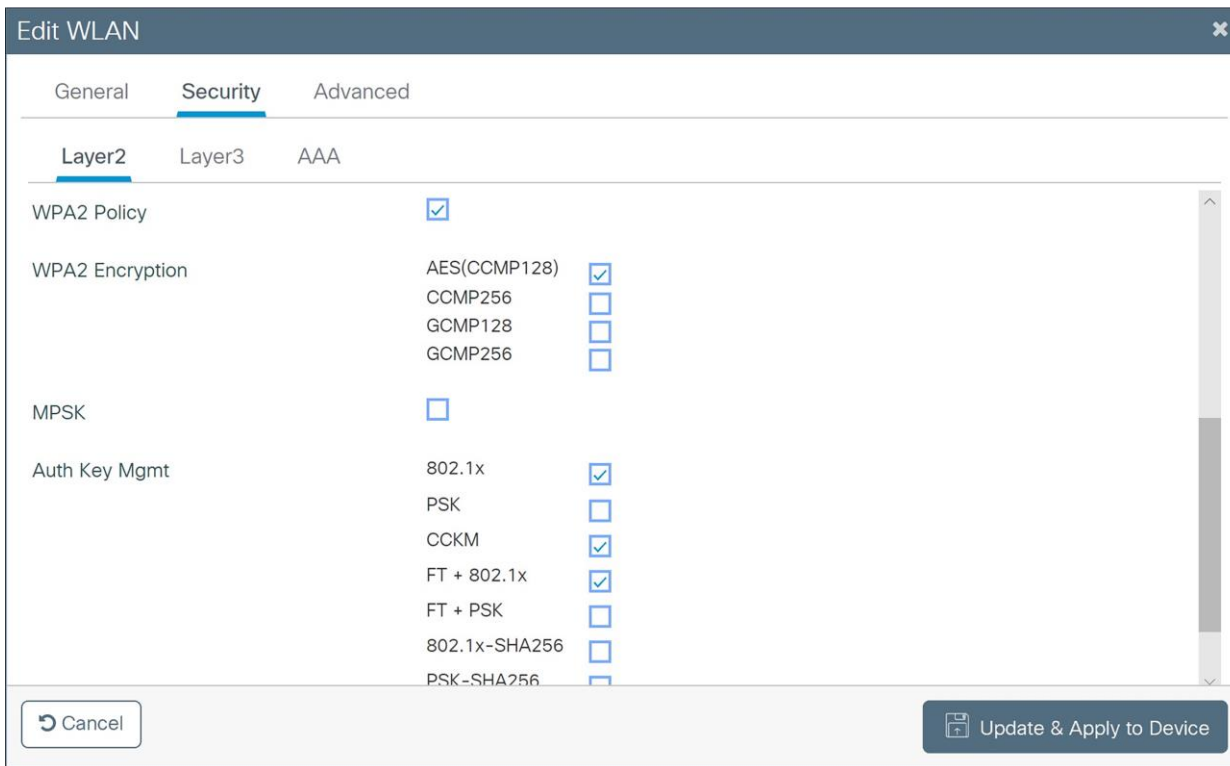 Edit WLAN
General Security Advanced
Layer2 Layer3 AAA
WPA2 Policy
WPA2 Encryption AES(CCMP128)
CCMP256
GCMP128
GCMP256
MPSK
Auth Key Mgmt 802.1x
PSK
CCKM
FT + 802.1x
FT + PSK
802.1x-SHA256
PSK-SHA256
Cancel Update & Apply to Device